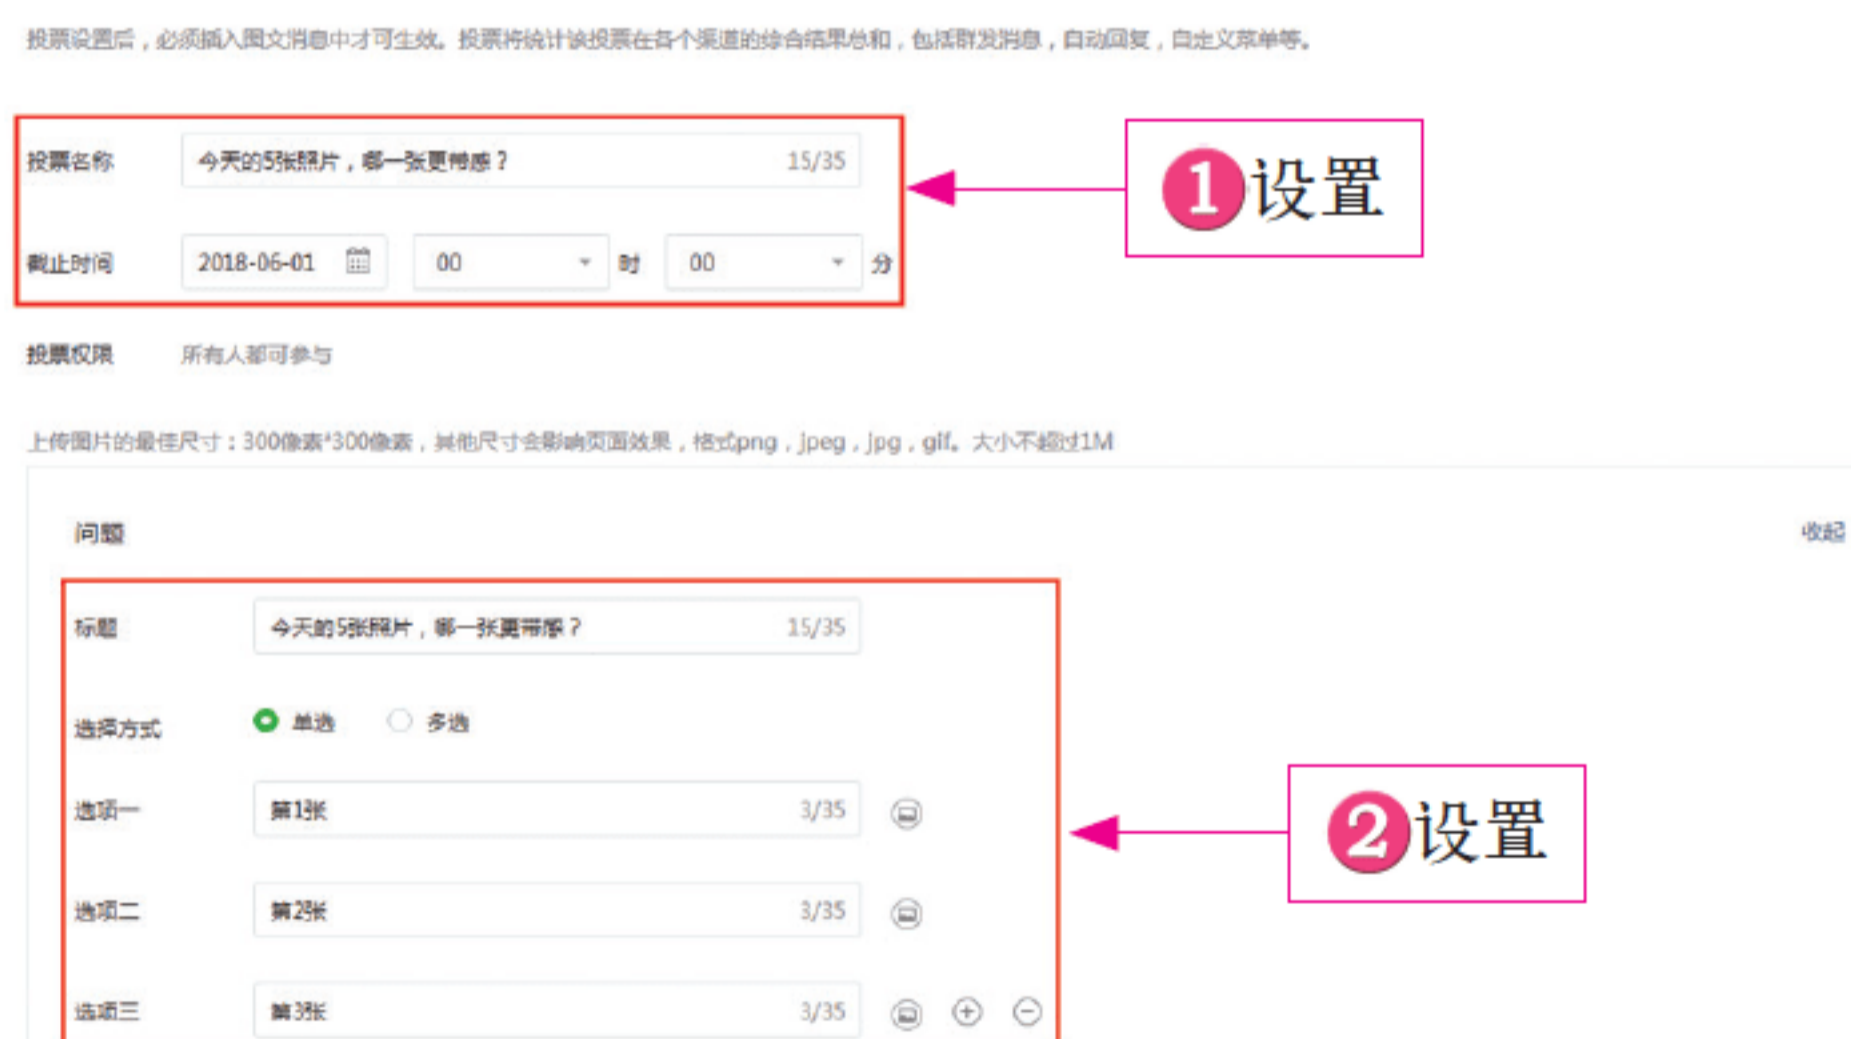 投票设置后，必须插入图文消息中才可生效。投票将统计该投票在各个渠道的综合结果总和，包括群发消息，自动回复，自定义菜单等。
投票名称 今天的5张照片，哪一张更带感？ 15/35
1设置
截止时间 2018-06-01 00 时 00 分
投票权限 所有人都可参与
上传图片的最佳尺寸：300像素*300像素，其他尺寸会影响页面效果，格式png，jpeg，jpg，gif。大小不超过1M
问题 收起
标题 今天的5张照片，哪一张更带感？ 15/35
选择方式 单选 多选
选项一 第1张 3/35
2设置
选项二 第2张 3/35
选项三 第3张 3/35